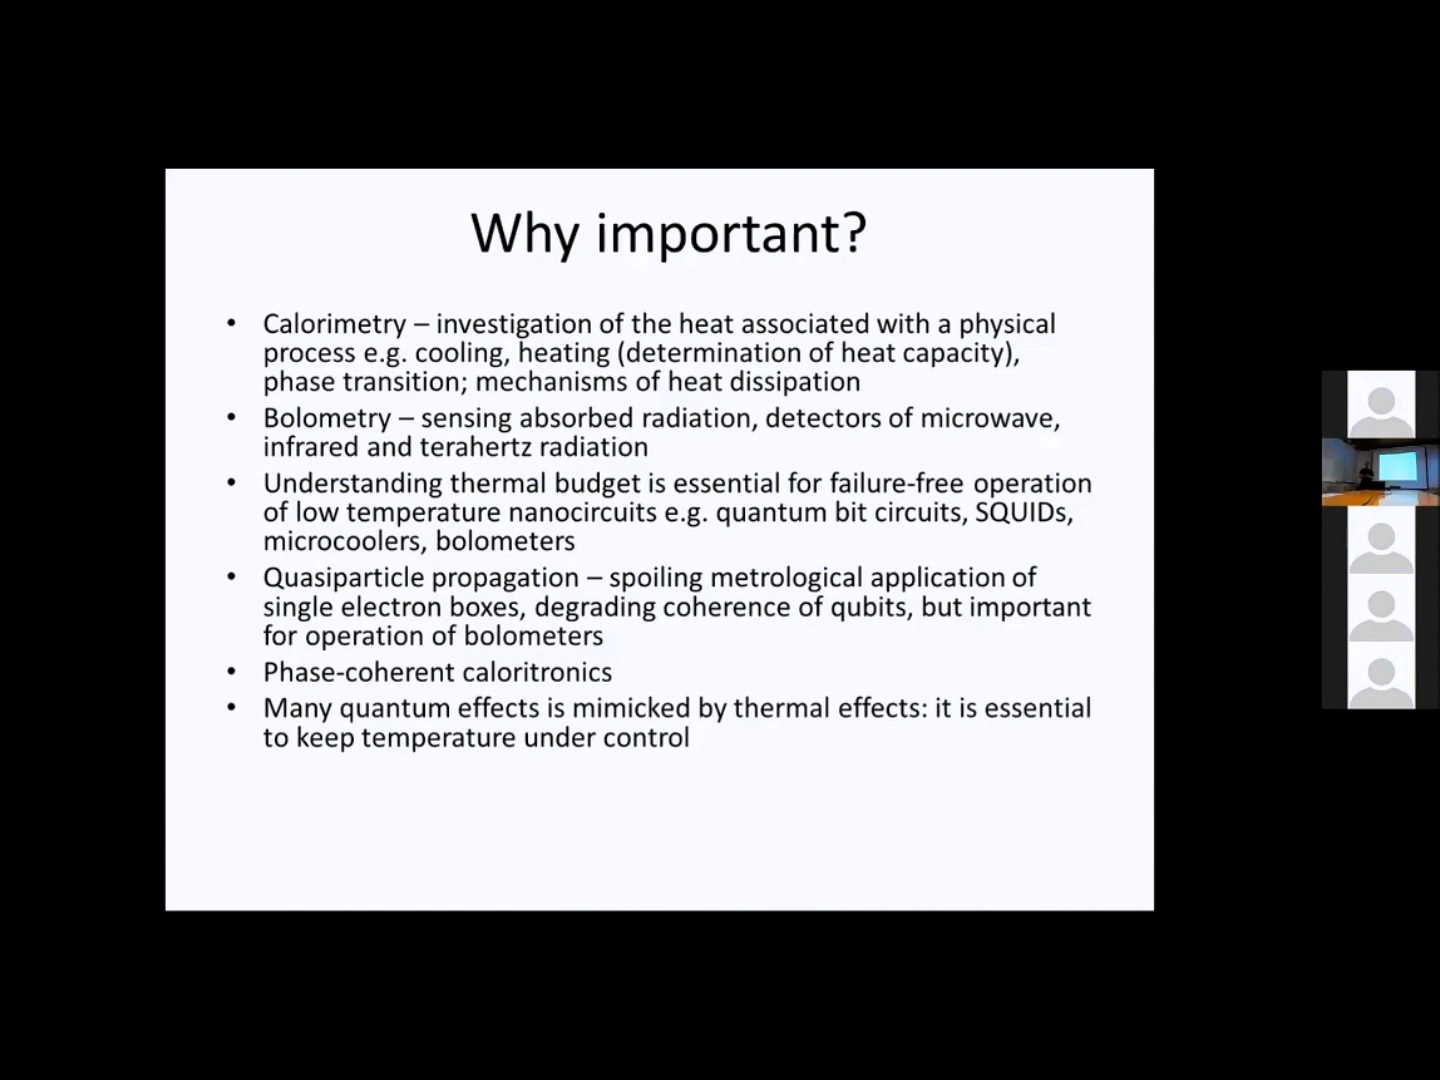 Why important?
• Calorimetry – investigation of the heat associated with a physical
process e.g. cooling, heating (determination of heat capacity),
phase transition; mechanisms of heat dissipation
• Bolometry – sensing absorbed radiation, detectors of microwave,
infrared and terahertz radiation
• Understanding thermal budget is essential for failure-free operation
of low temperature nanocircuits e.g. quantum bit circuits, SQUIDs,
microcoolers, bolometers
• Quasiparticle propagation – spoiling metrological application of
single electron boxes, degrading coherence of qubits, but important
for operation of bolometers
• Phase-coherent caloritronics
• Many quantum effects is mimicked by thermal effects: it is essential
to keep temperature under control